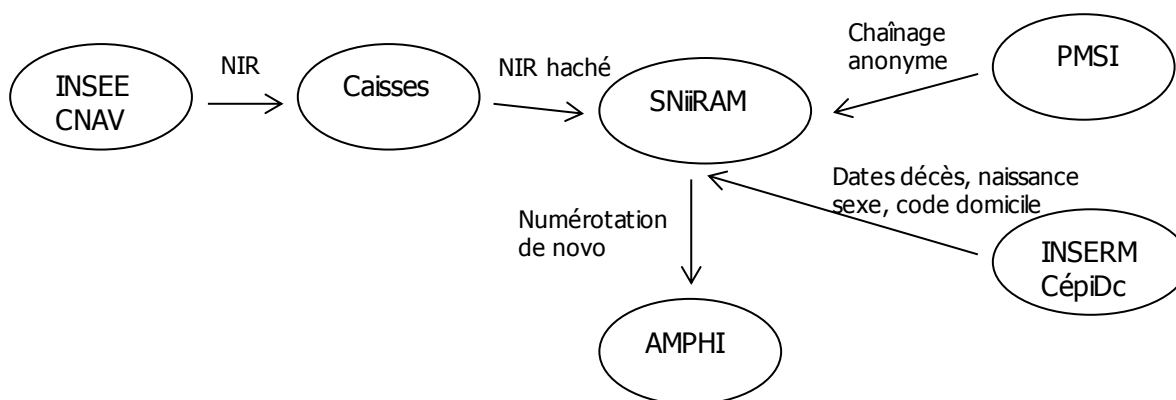 INSEE
CNAV
NIR
Caisses
NIR haché
SNiiRAM
Chaînage
anonyme
PMSI
Dates décès, naissance
sexe, code domicile
INSERM
CépiDc
Numérotation
de novo
AMPHI